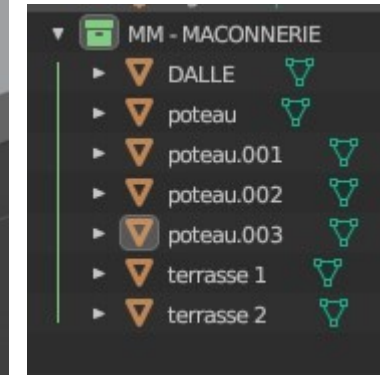 MM - MACONNERIE
DALLE
poteau
poteau.001
poteau.002
poteau.003
terrasse 1
terrasse 2